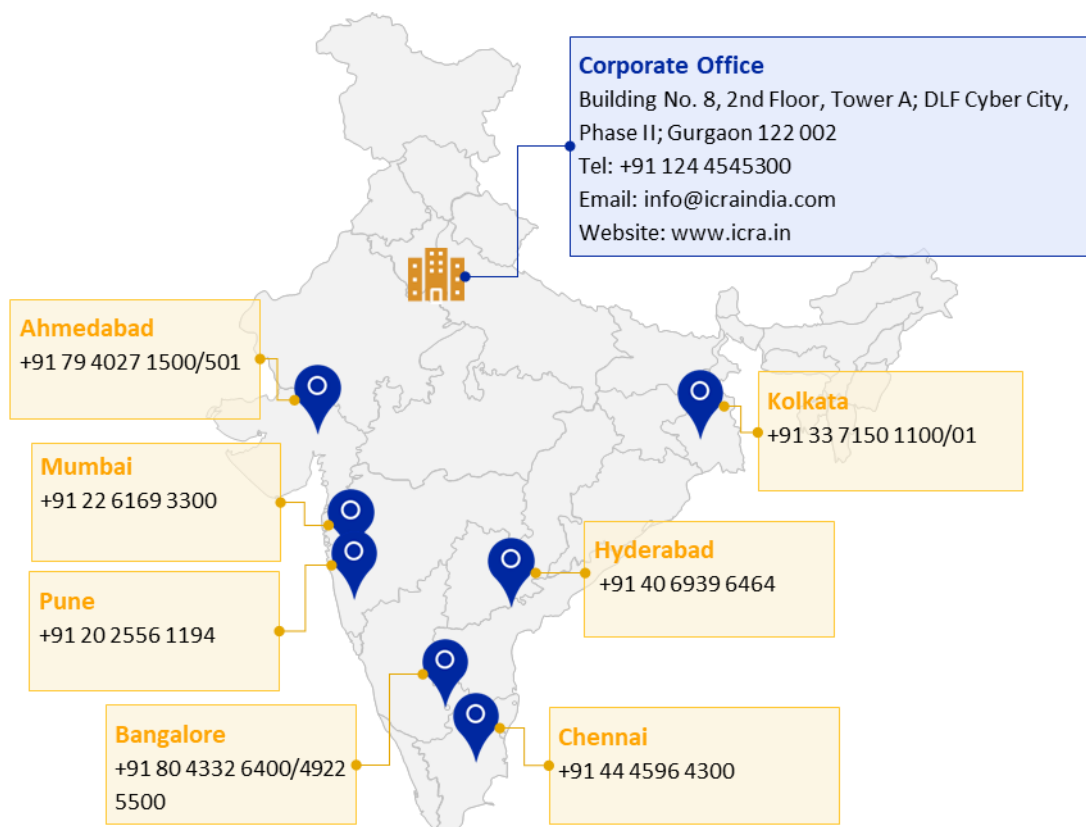 Corporate Office
Building No. 8, 2nd Floor, Tower A; DLF Cyber City,
Phase II; Gurgaon 122 002
Tel: +91 124 4545300
Email: info@icraindia.com
Website: www.icra.in
Ahmedabad
+91 79 4027 1500/501
Kolkata
+91 33 7150 1100/01
Mumbai
+91 22 6169 3300
Hyderabad
+91 40 6939 6464
Pune
+91 20 2556 1194
Bangalore
+91 80 4332 6400/4922
5500
Chennai
+91 44 4596 4300